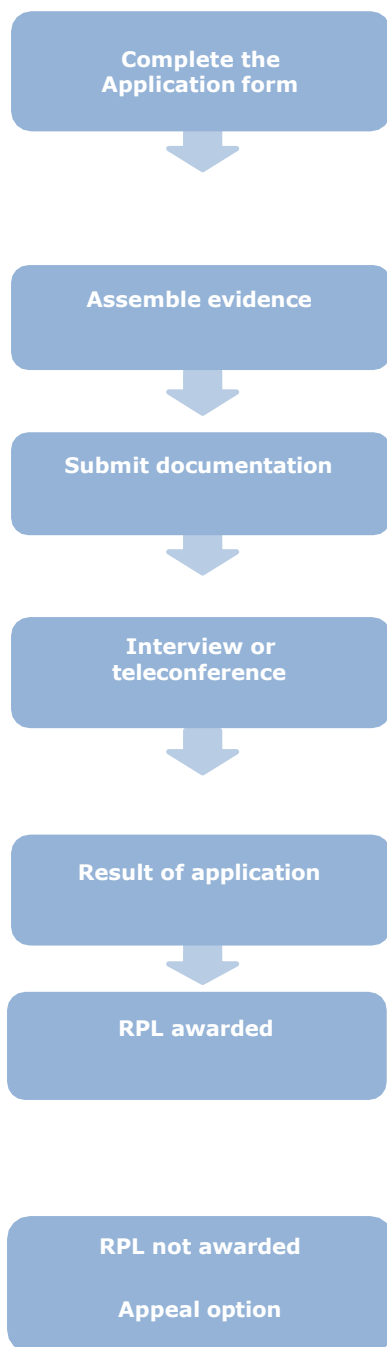 Complete the
Application form
Assemble evidence
Submit documentation
Interview or
teleconference
Result of application
RPL awarded
RPL not awarded
Appeal option